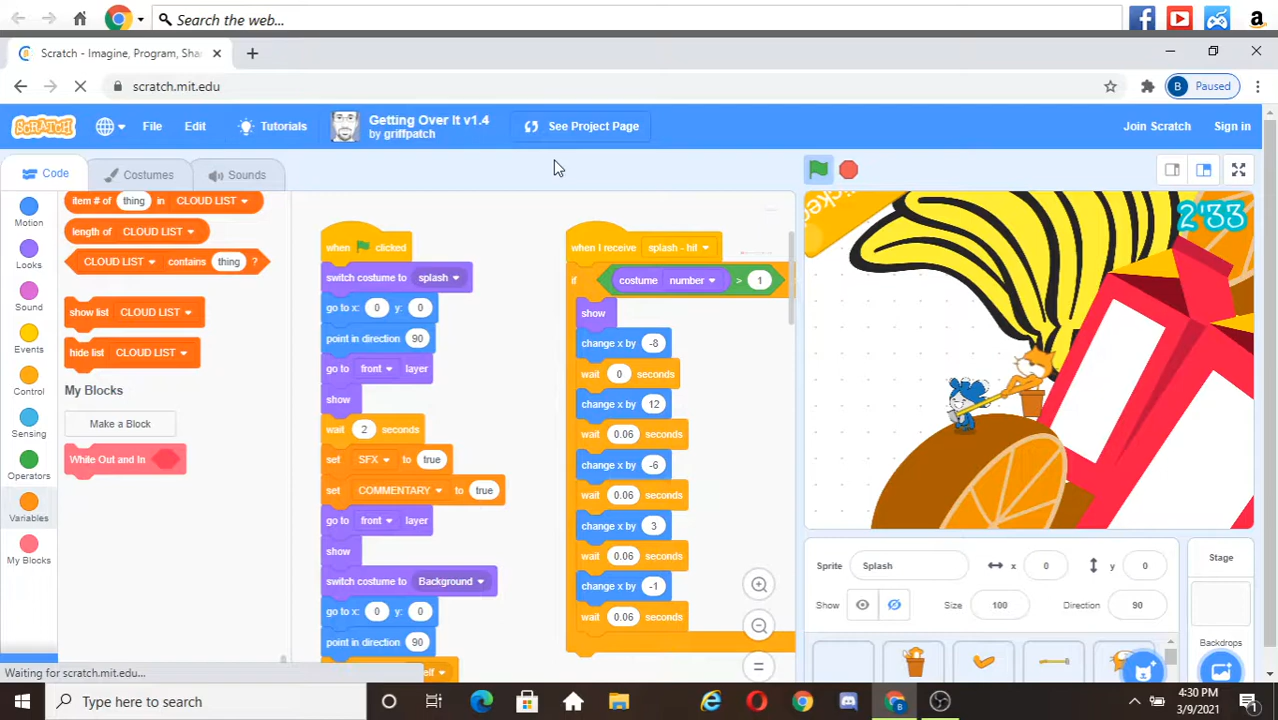 Search the web...
Scratch - Imagine, Program, Sha
scratch.mit.edu
B Paused
SCRATCH
File Edit Tutorials
Getting Over It v1.4
by griffpatch
See Project Page
Join Scratch Sign in
Code Costumes Sounds
Motion
Looks
Sound
Events
Control
Sensing
Operators
Variables
My Blocks
item # of thing in CLOUD LIST
length of CLOUD LIST
CLOUD LIST contains thing ?
show list CLOUD LIST
hide list CLOUD LIST
My Blocks
Make a Block
While Out and In
when clicked
switch costume to splash
go to x: 0 y: 0
point in direction 90
go to front layer
show
wait 2 seconds
set SFX to true
set COMMENTARY to true
go to front layer
show
switch costume to Background
go to x: 0 y: 0
point in direction 90
when I receive splash - hit
if costume number > 1
show
change x by -8
wait 0 seconds
change x by 12
wait 0.06 seconds
change x by -6
wait 0.06 seconds
change x by 3
wait 0.06 seconds
change x by -1
wait 0.06 seconds
2'33
Sprite Splash x 0 y 0
Show Size 100 Direction 90
Stage
Backdrops
Waiting for scratch.mit.edu...
Type here to search
B
4:30 PM
3/9/2021
1